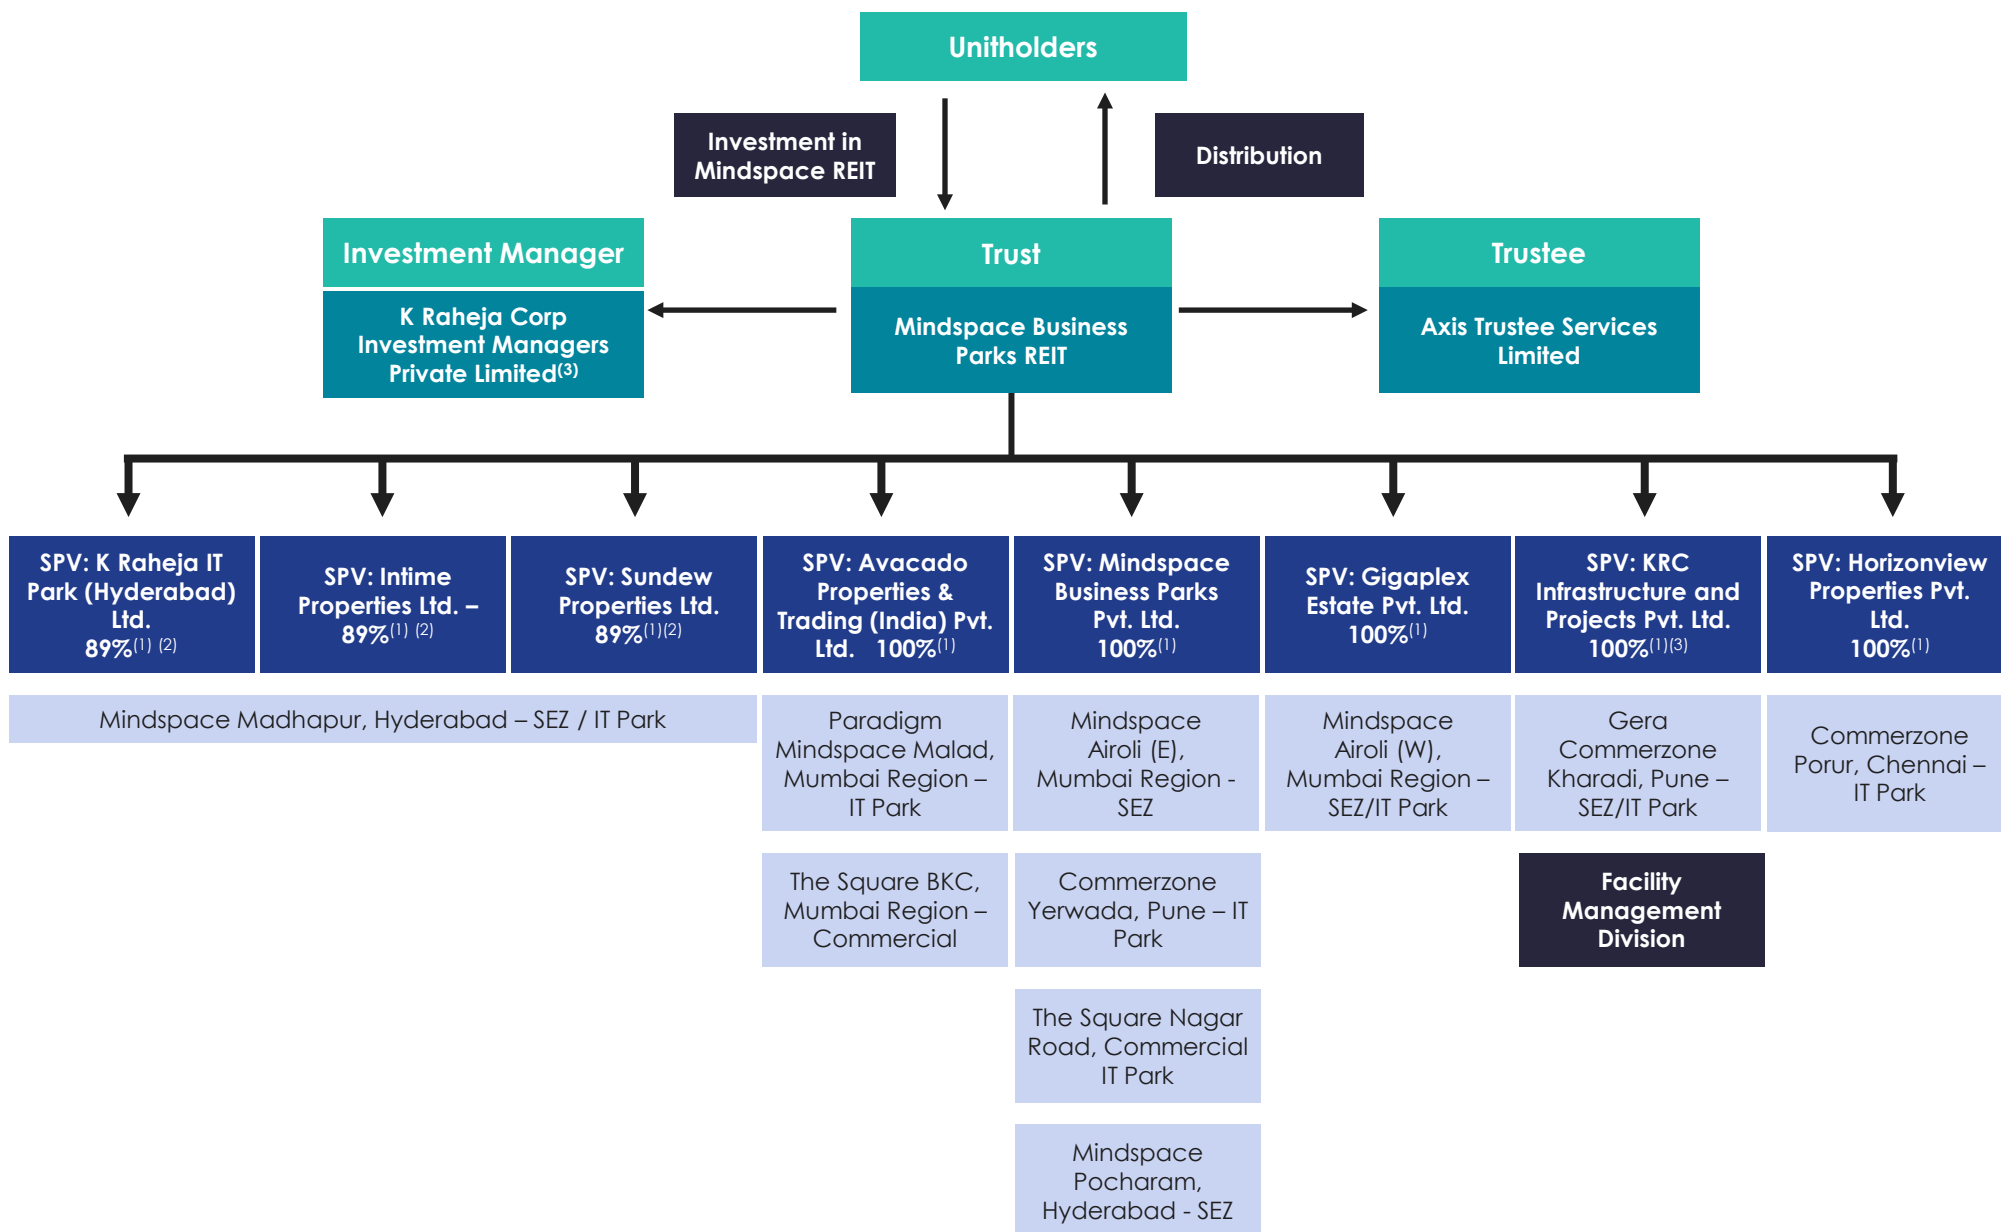 Unitholders
Investment in
Mindspace REIT
Distribution
Investment Manager
K Raheja Corp
Investment Managers
Private Limited(3)
Trust
Mindspace Business
Parks REIT
Trustee
Axis Trustee Services
Limited
SPV: K Raheja IT
Park (Hyderabad)
Ltd.
89%(1) (2)
SPV: Intime
Properties Ltd. –
89%(1) (2)
SPV: Sundew
Properties Ltd.
89%(1)(2)
SPV: Avacado
Properties &
Trading (India) Pvt.
Ltd. 100%(1)
SPV: Mindspace
Business Parks
Pvt. Ltd.
100%(1)
SPV: Gigaplex
Estate Pvt. Ltd.
100%(1)
SPV: KRC
Infrastructure and
Projects Pvt. Ltd.
100%(1)(3)
SPV: Horizonview
Properties Pvt.
Ltd.
100%(1)
Mindspace Madhapur, Hyderabad – SEZ / IT Park
Paradigm
Mindspace Malad,
Mumbai Region –
IT Park
Mindspace
Airoli (E),
Mumbai Region -
SEZ
Mindspace
Airoli (W),
Mumbai Region –
SEZ/IT Park
Gera
Commerzone
Kharadi, Pune –
SEZ/IT Park
Commerzone
Porur, Chennai –
IT Park
The Square BKC,
Mumbai Region –
Commercial
Commerzone
Yerwada, Pune – IT
Park
Facility
Management
Division
The Square Nagar
Road, Commercial
IT Park
Mindspace
Pocharam,
Hyderabad - SEZ